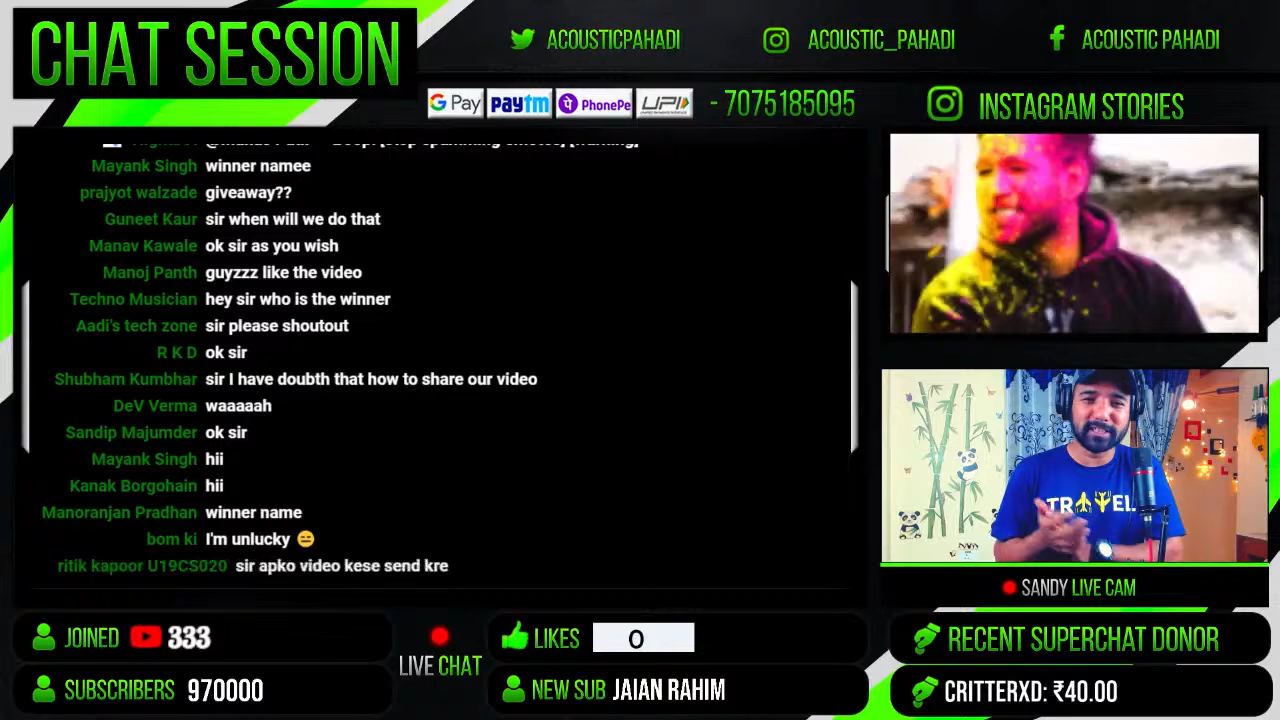 CHAT SESSION
ACOUSTICPAHADI
ACOUSTIC_PAHADI
ACOUSTIC PAHADI
G Pay
paytm
PhonePe
UPI
- 7075185095
INSTAGRAM STORIES
Mayank Singh winner namee
prajyot walzade giveaway??
Guneet Kaur sir when will we do that
Manav Kawale ok sir as you wish
Manoj Panth guyzzz like the video
Techno Musician hey sir who is the winner
Aadi's tech zone sir please shoutout
R K D ok sir
Shubham Kumbhar sir I have doubth that how to share our video
DeV Verma waaaaah
Sandip Majumder ok sir
Mayank Singh hii
Kanak Borgohain hii
Manoranjan Pradhan winner name
bom ki I'm unlucky 😑
ritik kapoor U19CS020 sir apko video kese send kre
TRAVEL
SANDY LIVE CAM
JOINED 333
LIVE CHAT
LIKES 0
RECENT SUPERCHAT DONOR
SUBSCRIBERS 970000
NEW SUB JAIAN RAHIM
CRITTERXD: ₹40.00